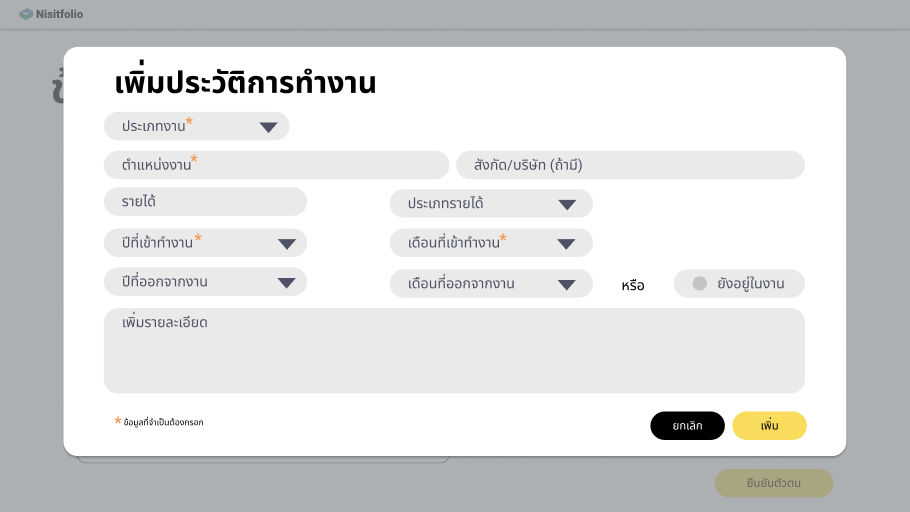 Nisitfolio
เพิ่มประวัติการทำงาน
ประเภทงาน*
ตำแหน่งงาน* สังกัด/บริษัท (ถ้ามี)
รายได้ ประเภทรายได้
ปีที่เข้าทำงาน* เดือนที่เข้าทำงาน*
ปีที่ออกจากงาน เดือนที่ออกจากงาน หรือ ยังอยู่ในงาน
เพิ่มรายละเอียด
* ข้อมูลที่จำเป็นต้องกรอก
ยกเลิก เพิ่ม
ยืนยันตัวตน